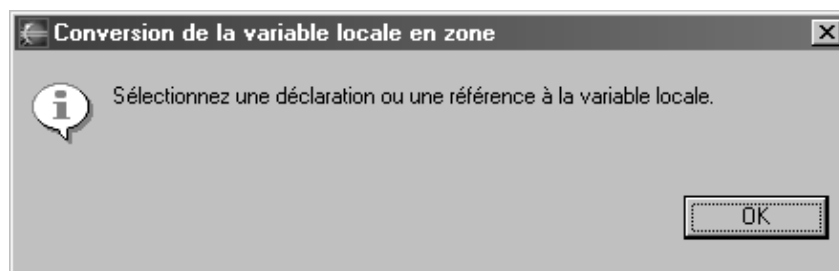 Conversion de la variable locale en zone
Sélectionnez une déclaration ou une référence à la variable locale.
OK